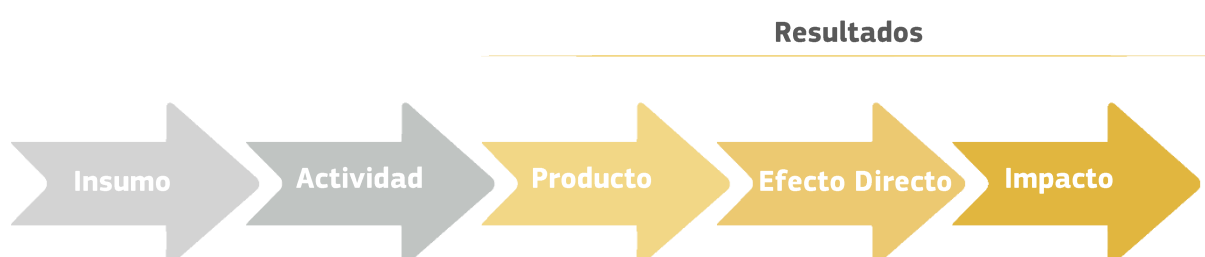 Resultados
Insumo
Actividad
Producto
Efecto Directo
Impacto